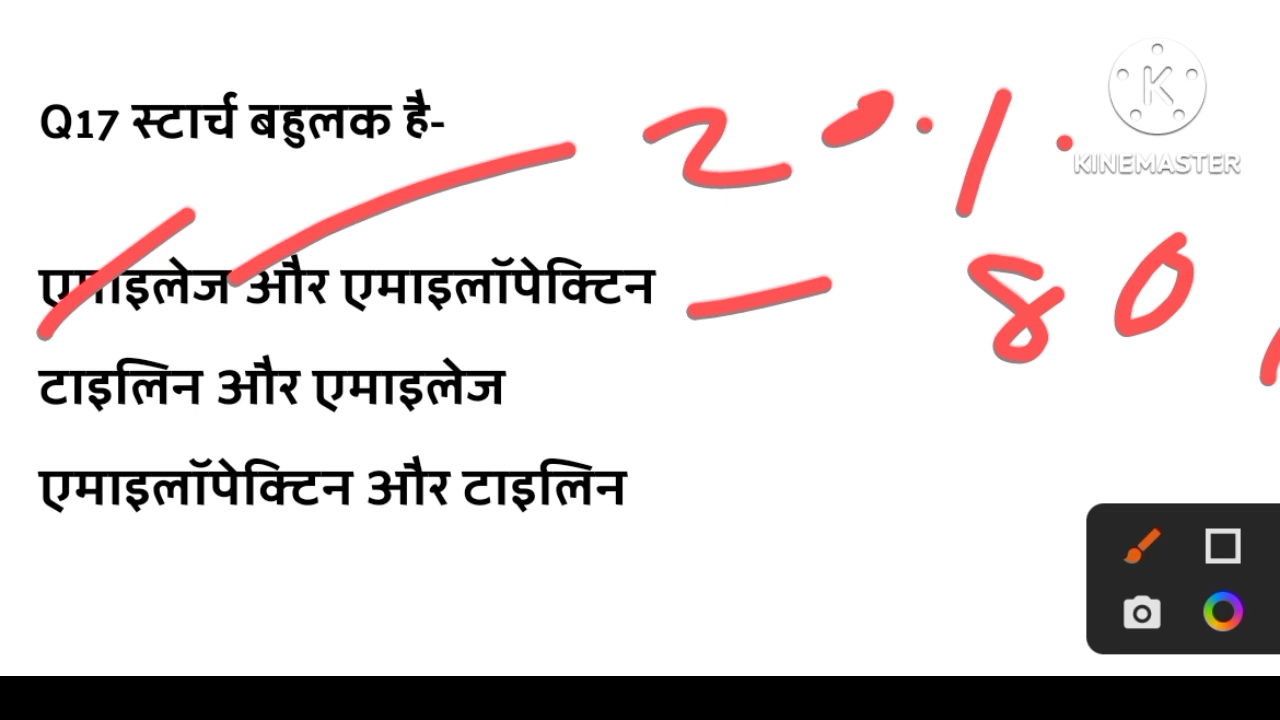 Q17 स्टार्च बहुलक है-
20.%.
KINEMASTER
एमाइलेज और एमाइलॉपेक्टिन
80
टाइलिन और एमाइलेज
एमाइलॉपेक्टिन और टाइलिन